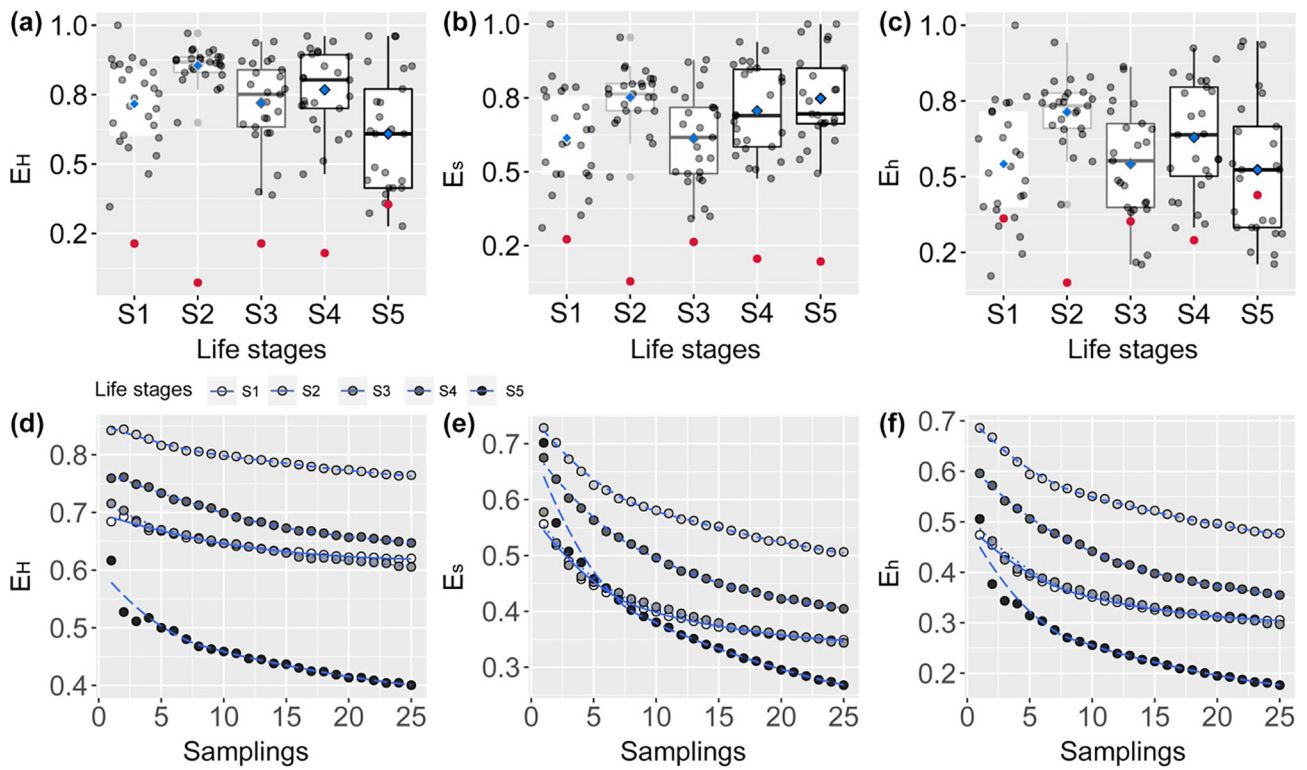 (a)
1.0
0.8
0.5
0.2
EH
S1 S2 S3 S4 S5
Life stages
(b)
1.0
0.8
0.5
0.2
Es
S1 S2 S3 S4 S5
Life stages
(c)
1.0
0.8
0.5
0.2
Eh
S1 S2 S3 S4 S5
Life stages
Life stages S1 S2 S3 S4 S5
(d)
0.8
0.7
0.6
0.5
0.4
EH
0 5 10 15 20 25
Samplings
(e)
0.7
0.6
0.5
0.4
0.3
Es
0 5 10 15 20 25
Samplings
(f)
0.7
0.6
0.5
0.4
0.3
0.2
Eh
0 5 10 15 20 25
Samplings